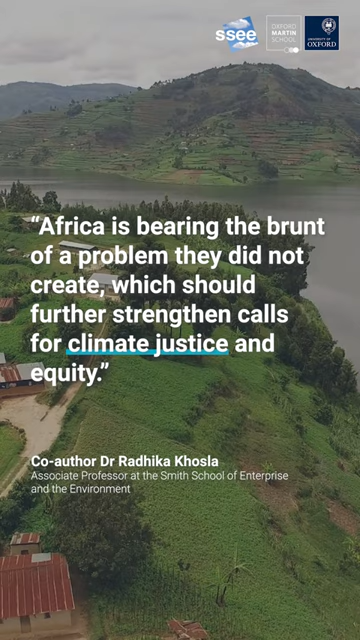 ssee
OXFORD
MARTIN
SCHOOL
UNIVERSITY OF
OXFORD
“Africa is bearing the brunt
of a problem they did not
create, which should
further strengthen calls
for climate justice and
equity.”
Co-author Dr Radhika Khosla
Associate Professor at the Smith School of Enterprise
and the Environment